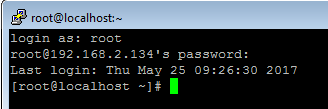 root@localhost:~
login as: root
root@192.168.2.134's password:
Last login: Thu May 25 09:26:30 2017
[root@localhost ~]#